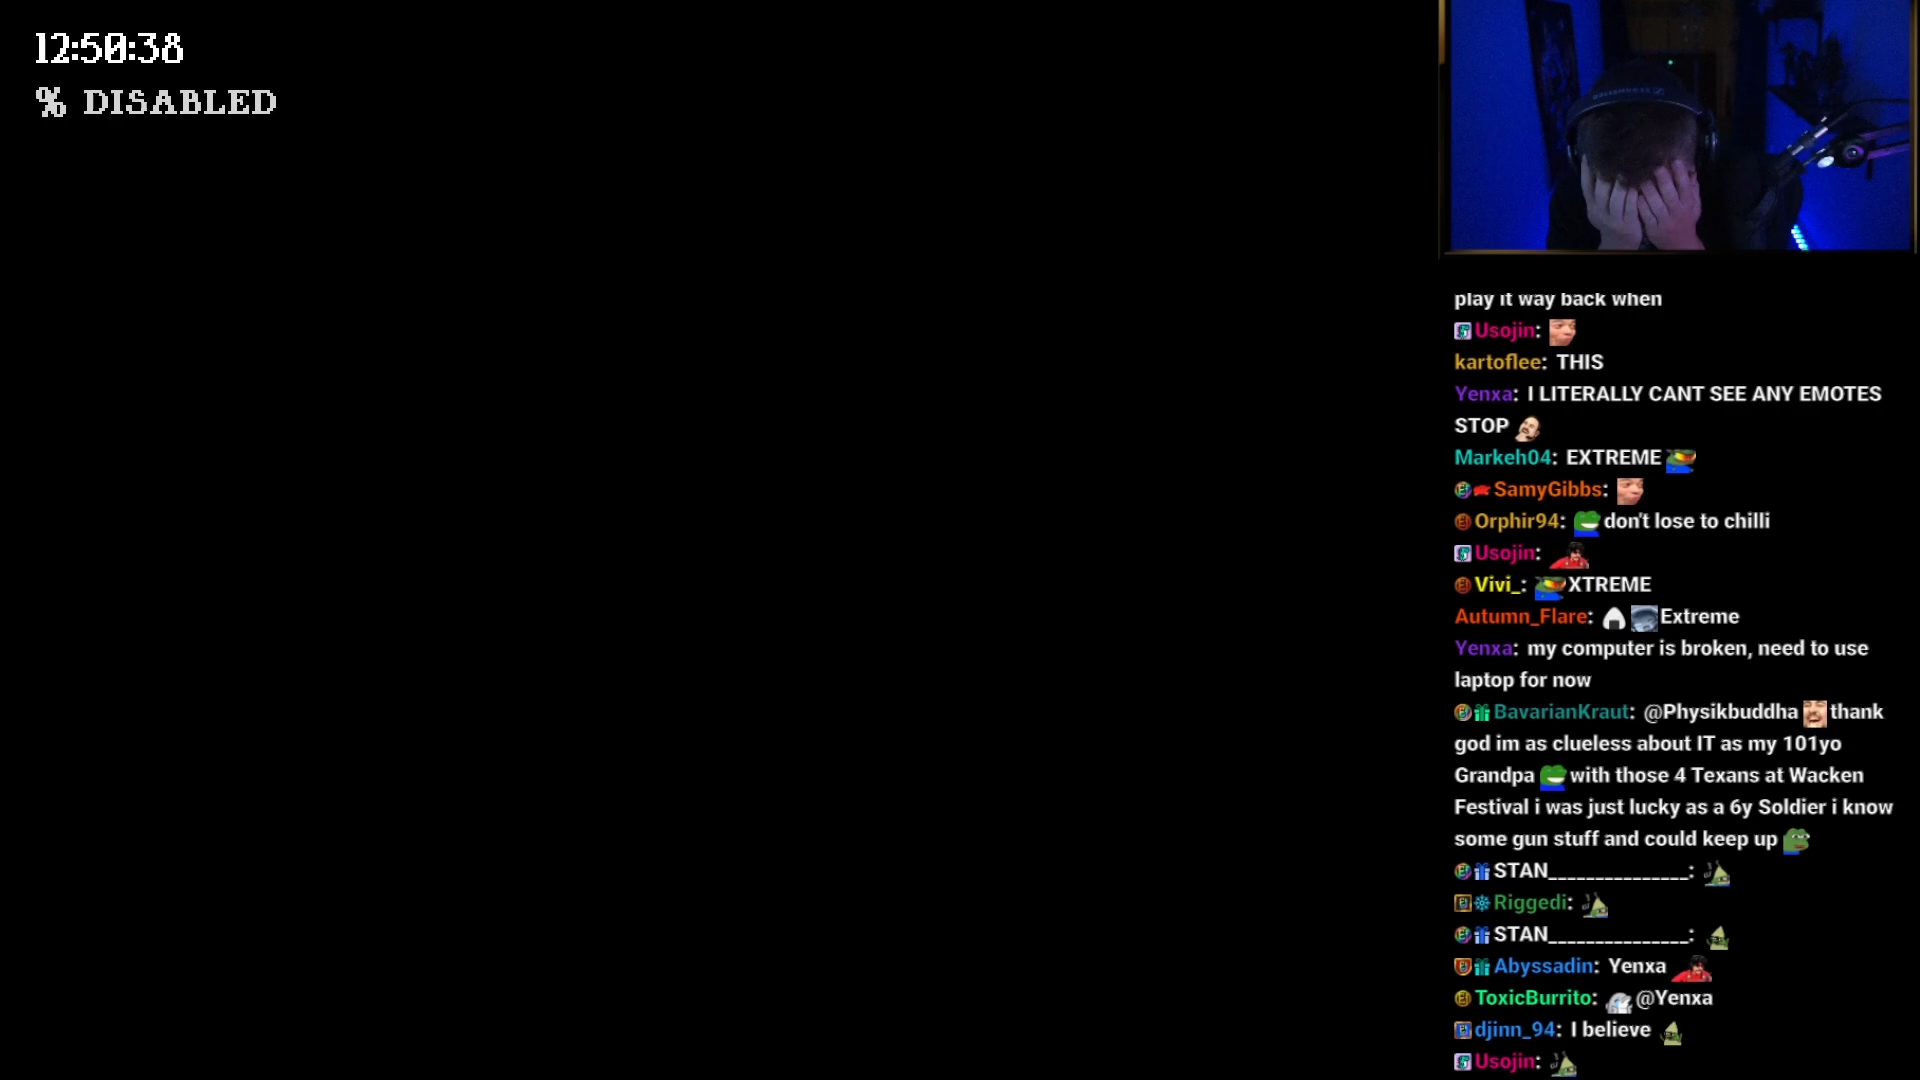 12:50:38
% DISABLED
play it way back when
Usojin:
kartoflee: THIS
Yenxa: I LITERALLY CANT SEE ANY EMOTES
STOP
Markeh04: EXTREME
SamyGibbs:
Orphir94: don't lose to chilli
Usojin:
Vivi_: XTREME
Autumn_Flare: Extreme
Yenxa: my computer is broken, need to use
laptop for now
BavarianKraut: @Physikbuddha thank
god im as clueless about IT as my 101yo
Grandpa with those 4 Texans at Wacken
Festival i was just lucky as a 6y Soldier i know
some gun stuff and could keep up
STAN_______________:
Riggedi:
STAN_______________:
Abyssadin: Yenxa
ToxicBurrito: @Yenxa
djinn_94: I believe
Usojin: